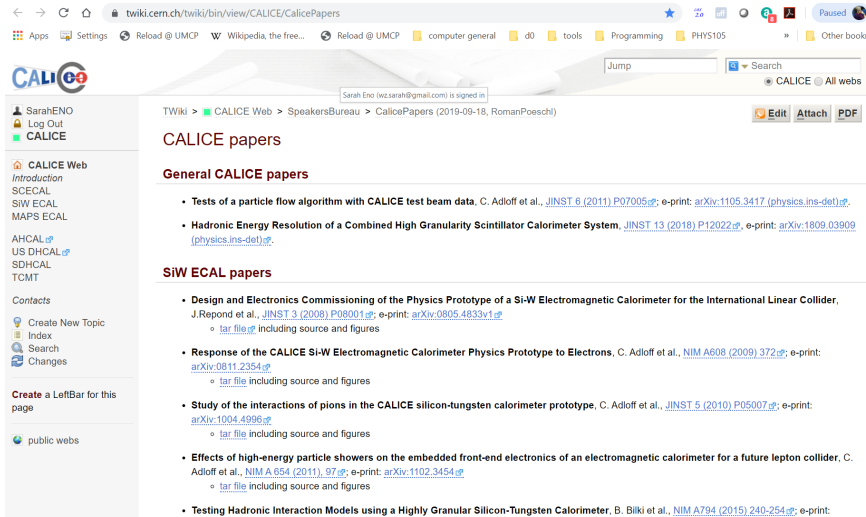 twiki.cern.ch/twiki/bin/view/CALICE/CalicePapers
Paused
Apps Settings Reload @ UMCP Wikipedia, the free... Reload @ UMCP computer general d0 tools Programming PHYS105 » Other book
CALICE
Jump Search
CALICE All webs
Sarah Eno (wz.sarah@gmail.com) is signed in
SarahENO
Log Out
CALICE
TWiki > CALICE Web > SpeakersBureau > CalicePapers (2019-09-18, RomanPoeschl)
Edit Attach PDF
CALICE Web
Introduction
SCECAL
SiW ECAL
MAPS ECAL
AHCAL
US DHCAL
SDHCAL
TCMT
Contacts
Create New Topic
Index
Search
Changes
Create a LeftBar for this
page
public webs
CALICE papers
General CALICE papers
• Tests of a particle flow algorithm with CALICE test beam data, C. Adloff et al., JINST 6 (2011) P07005; e-print: arXiv:1105.3417 (physics.ins-det).
• Hadronic Energy Resolution of a Combined High Granularity Scintillator Calorimeter System, JINST 13 (2018) P12022, e-print: arXiv:1809.03909
(physics.ins-det).
SiW ECAL papers
• Design and Electronics Commissioning of the Physics Prototype of a Si-W Electromagnetic Calorimeter for the International Linear Collider,
J.Repond et al., JINST 3 (2008) P08001; e-print: arXiv:0805.4833v1
tar file including source and figures
• Response of the CALICE Si-W Electromagnetic Calorimeter Physics Prototype to Electrons, C. Adloff et al., NIM A608 (2009) 372; e-print:
arXiv:0811.2354
tar file including source and figures
• Study of the interactions of pions in the CALICE silicon-tungsten calorimeter prototype, C. Adloff et al., JINST 5 (2010) P05007; e-print:
arXiv:1004.4996
tar file including source and figures
• Effects of high-energy particle showers on the embedded front-end electronics of an electromagnetic calorimeter for a future lepton collider, C.
Adloff et al., NIM A 654 (2011), 97; e-print: arXiv:1102.3454
tar file including source and figures
• Testing Hadronic Interaction Models using a Highly Granular Silicon-Tungsten Calorimeter, B. Bilki et al., NIM A794 (2015) 240-254; e-print: